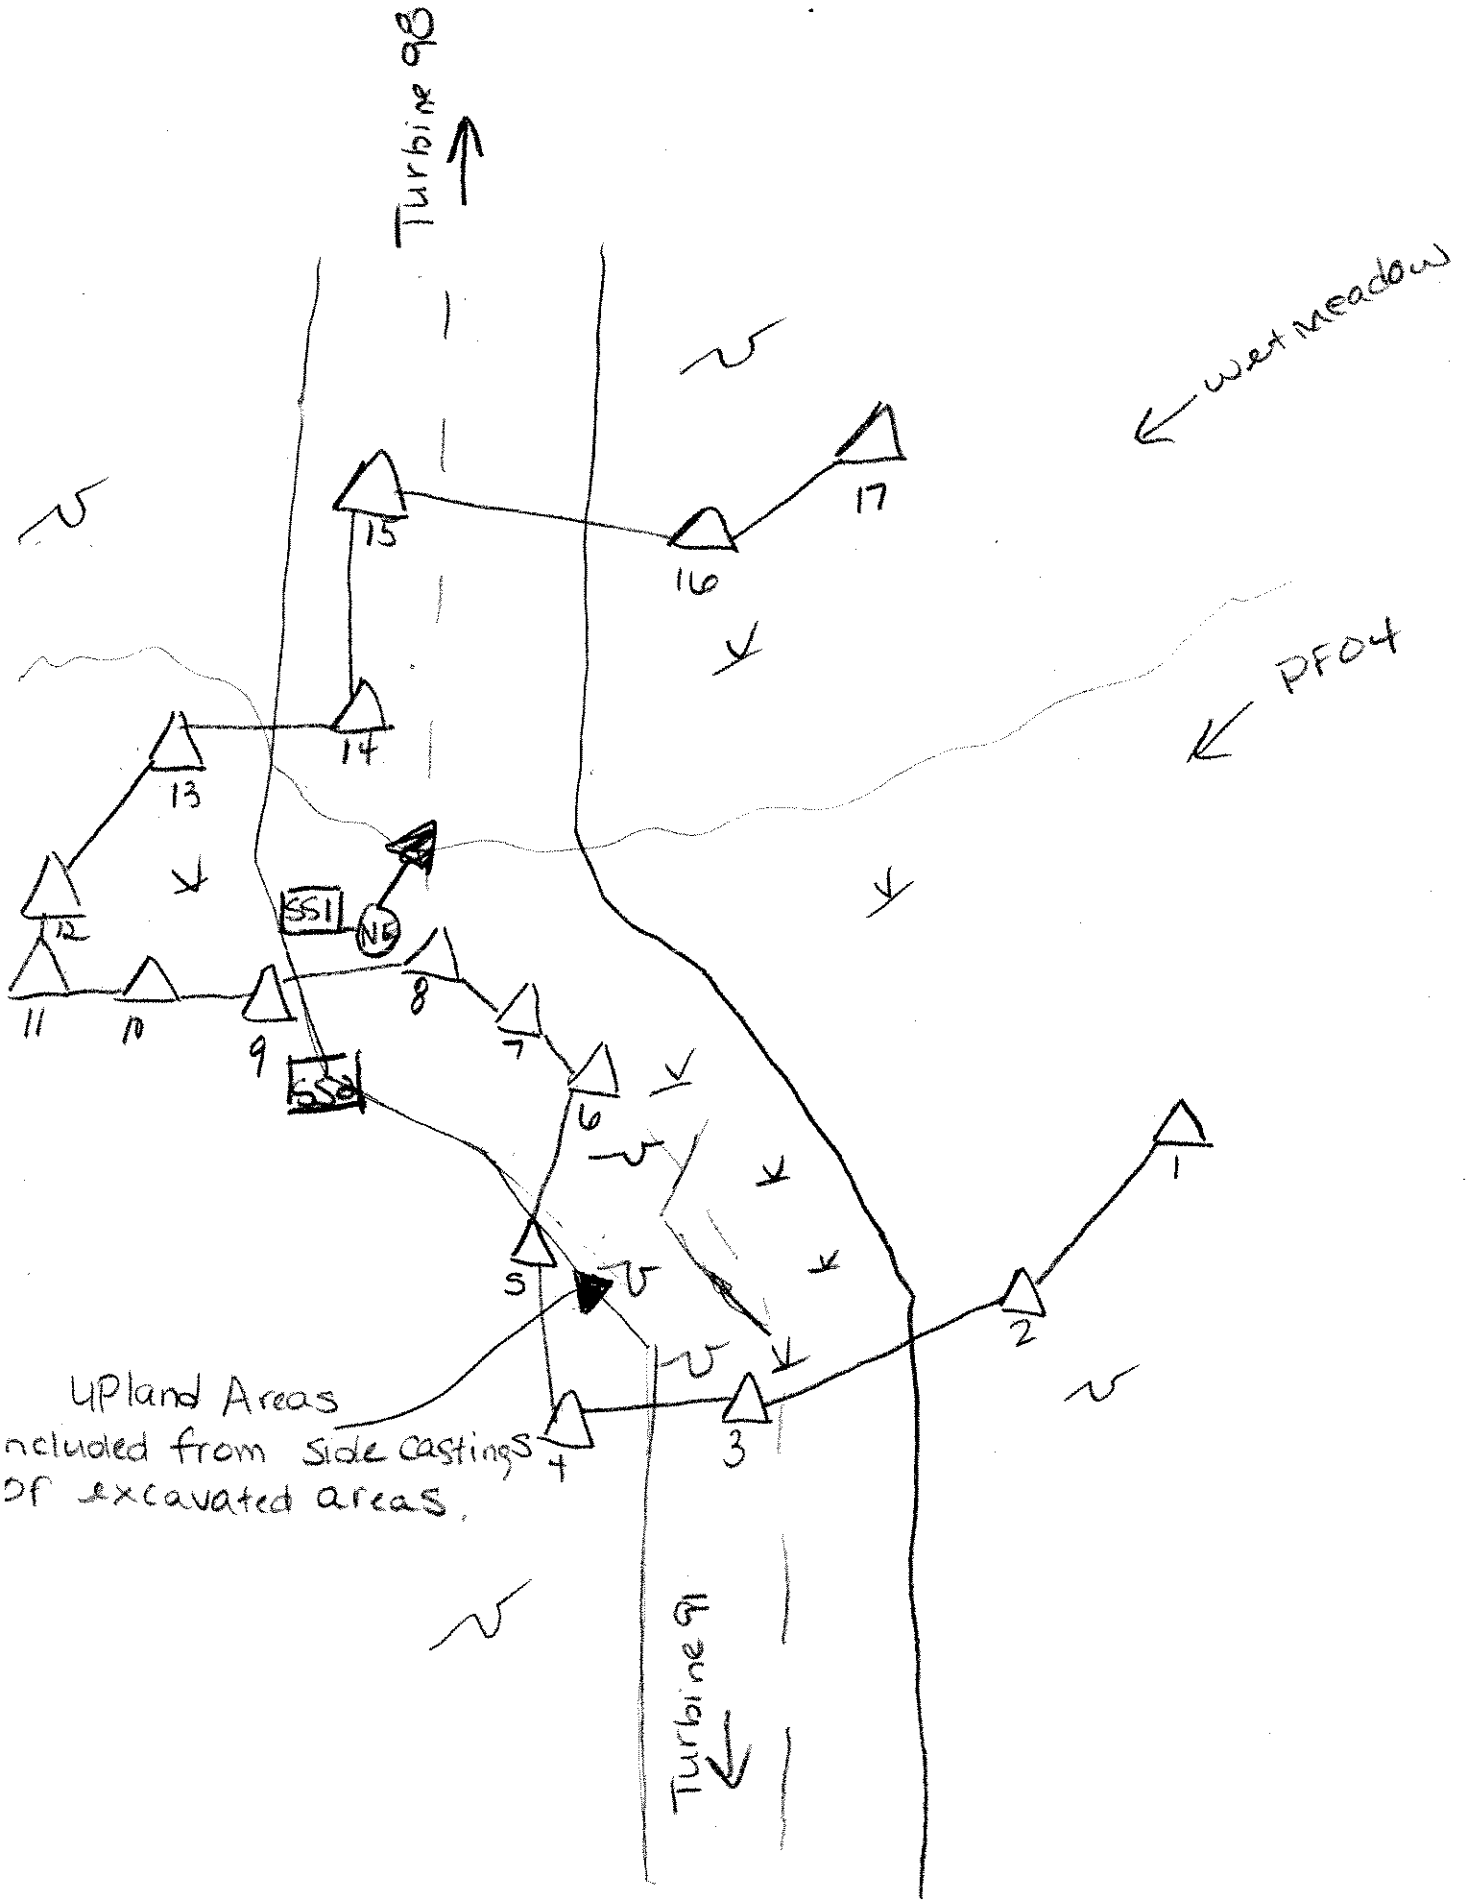 Turbine 98
wet meadow
17
15
16
PFO4
14
13
SS1
12
NE
8
11
10
9
7
SS2
6
1
5
2
Upland Areas
ncluded from side castings
of excavated areas.
3
4
Turbine 91